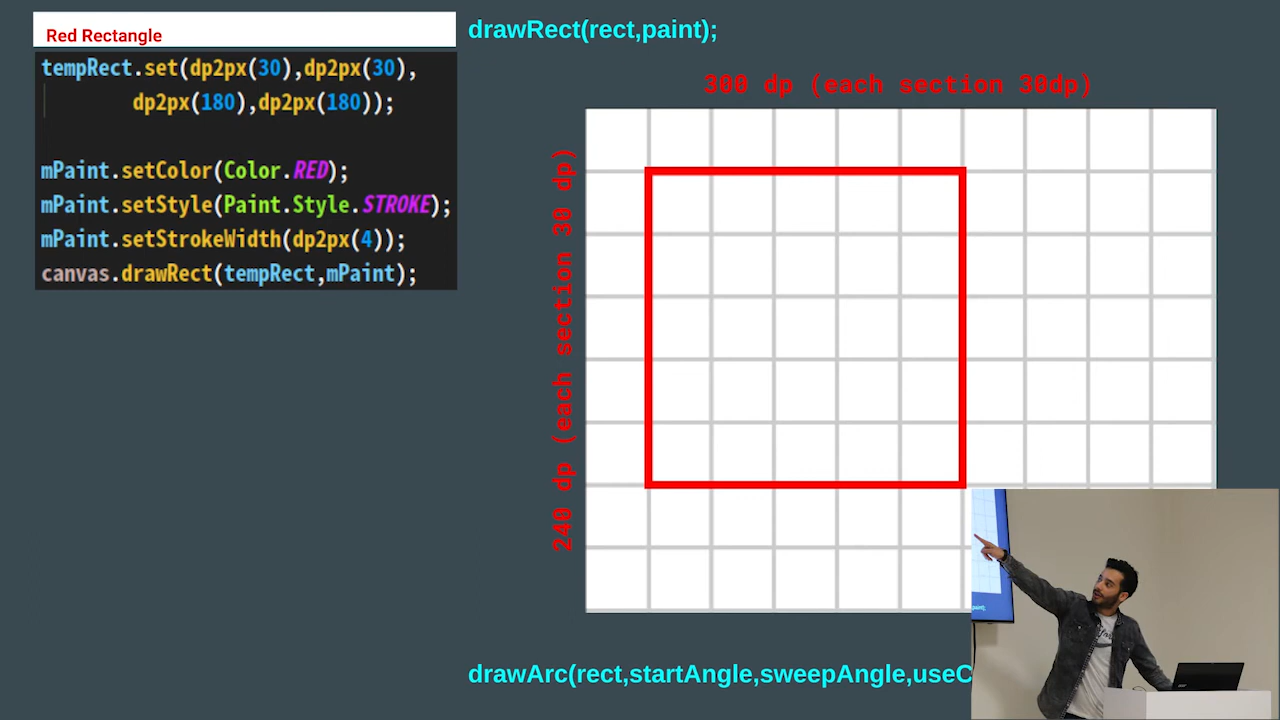 Red Rectangle
tempRect.set(dp2px(30),dp2px(30),
dp2px(180),dp2px(180));
mPaint.setColor(Color.RED);
mPaint.setStyle(Paint.Style.STROKE);
mPaint.setStrokeWidth(dp2px(4));
canvas.drawRect(tempRect,mPaint);
drawRect(rect,paint);
300 dp (each section 30dp)
240 dp (each section 30 dp)
drawArc(rect,startAngle,sweepAngle,useC